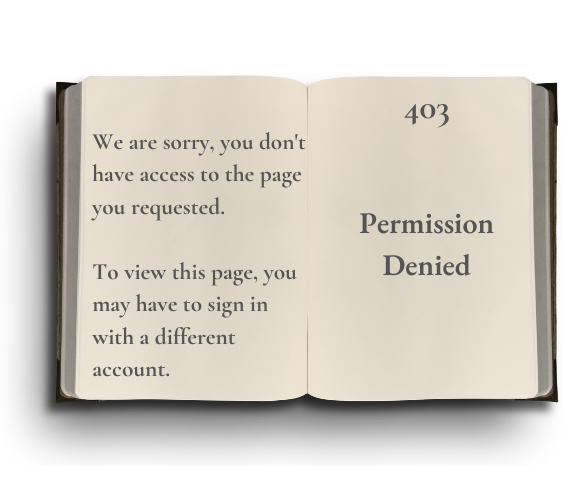 We are sorry, you don't
have access to the page
you requested.
To view this page, you
may have to sign in
with a different
account.
403
Permission
Denied